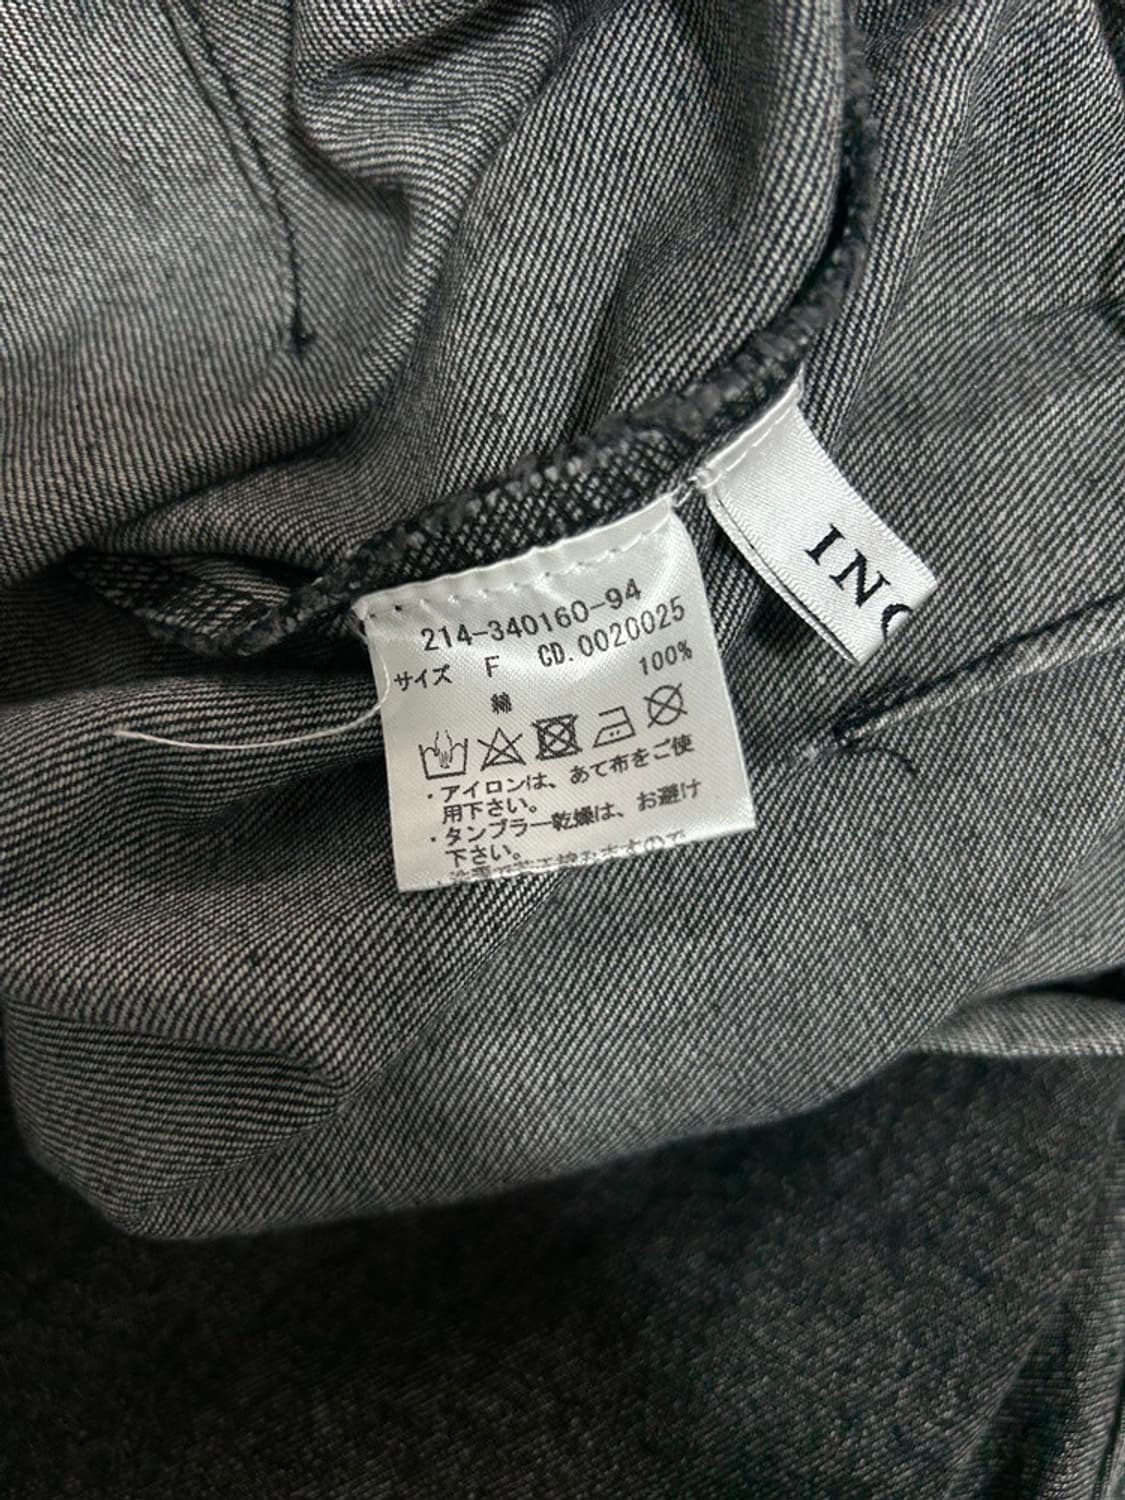 214-340160-94
サイズ F CD.0020025
綿 100%
・アイロンは、あて布をご使
用下さい。
・タンブラー乾燥は、お避け
下さい。
IN